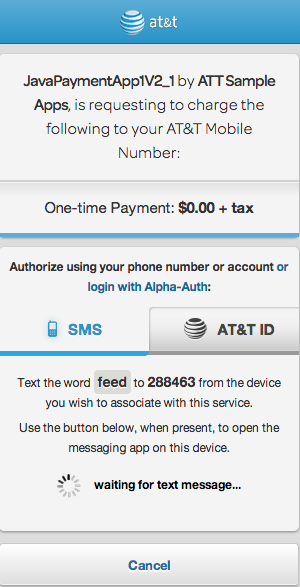 at&t
JavaPaymentApp1V2_1 by ATT Sample
Apps, is requesting to charge the
following to your AT&T Mobile
Number:
One-time Payment: $0.00 + tax
Authorize using your phone number or account or
login with Alpha-Auth:
SMS
AT&T ID
Text the word feed to 288463 from the device
you wish to associate with this service.
Use the button below, when present, to open the
messaging app on this device.
waiting for text message...
Cancel